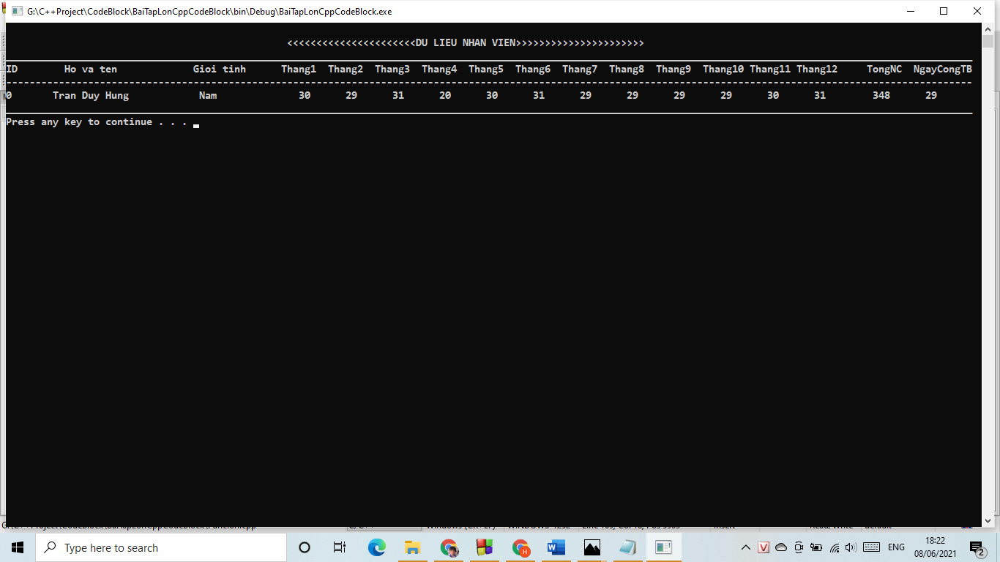 G:\C++Project\CodeBlock\BaiTapLonCppCodeBlock\bin\Debug\BaiTapLonCppCodeBlock.exe
<<<<<<<<<<<<<<<<<<<<<<DU LIEU NHAN VIEN>>>>>>>>>>>>>>>>>>>>>>
ID Ho va ten Gioi tinh Thang1 Thang2 Thang3 Thang4 Thang5 Thang6 Thang7 Thang8 Thang9 Thang10 Thang11 Thang12 TongNC NgayCongTB
0 Tran Duy Hung Nam 30 29 31 20 30 31 29 29 29 29 30 31 348 29
Press any key to continue . . .
Type here to search
ENG
18:22
08/06/2021
2